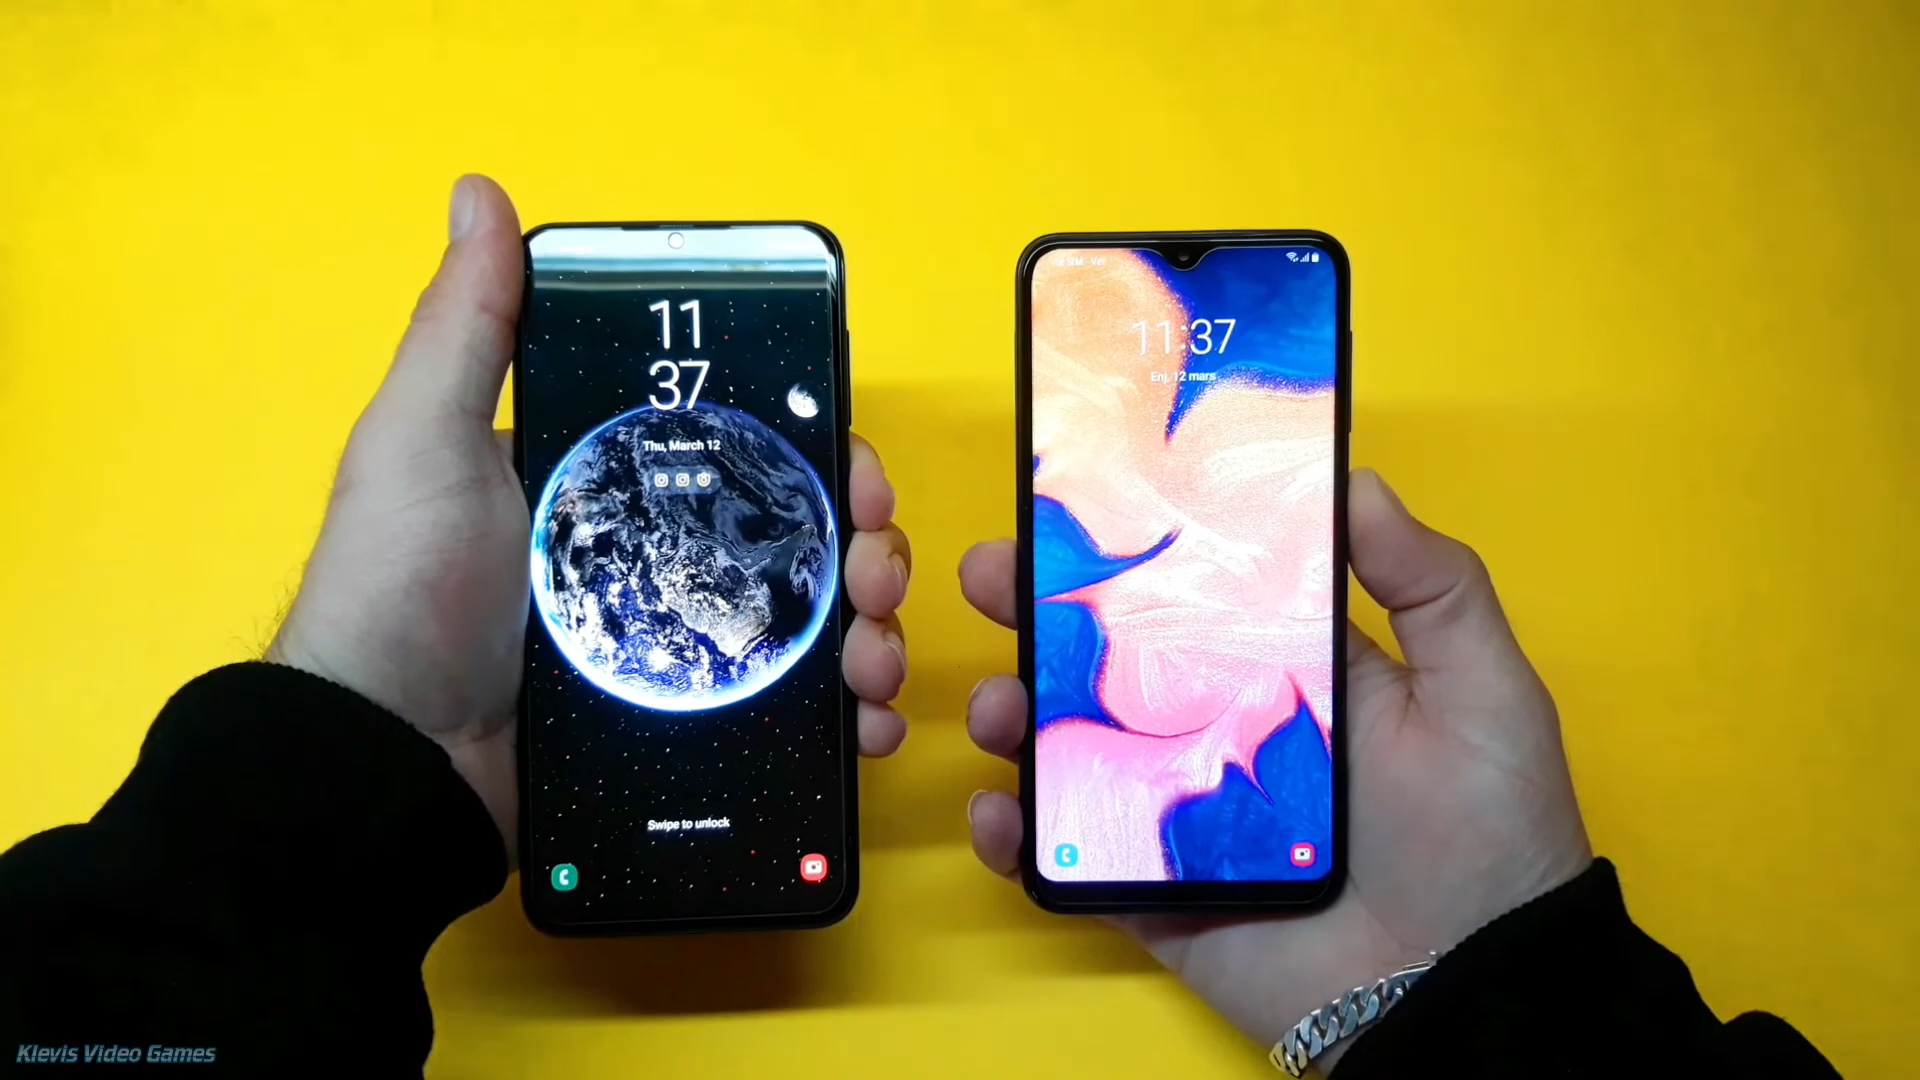 11
37
Thu, March 12
Swipe to unlock
11:37
Enj, 12 mars
Klevis Video Games